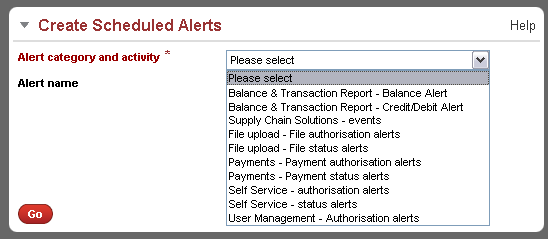 Create Scheduled Alerts
Help
Alert category and activity *
Please select
Alert name
Please select
Balance & Transaction Report - Balance Alert
Balance & Transaction Report - Credit/Debit Alert
Supply Chain Solutions - events
File upload - File authorisation alerts
File upload - File status alerts
Payments - Payment authorisation alerts
Payments - Payment status alerts
Self Service - authorisation alerts
Self Service - status alerts
User Management - Authorisation alerts
Go